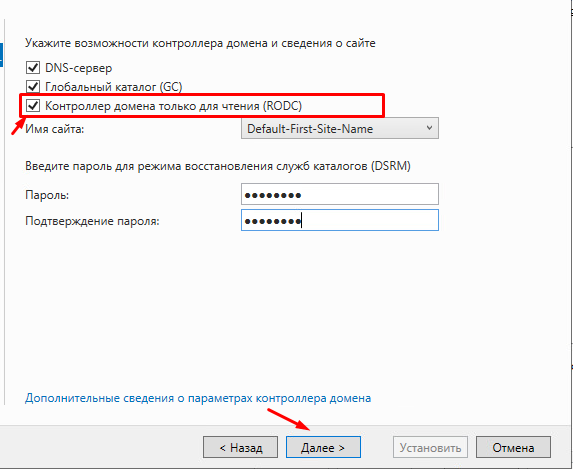 Укажите возможности контроллера домена и сведения о сайте
DNS-сервер
Глобальный каталог (GC)
Контроллер домена только для чтения (RODC)
Имя сайта: Default-First-Site-Name
Введите пароль для режима восстановления служб каталогов (DSRM)
Пароль: ●●●●●●●●
Подтверждение пароля: ●●●●●●●●
Дополнительные сведения о параметрах контроллера домена
< Назад Далее > Установить Отмена